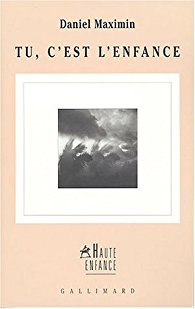 Daniel Maximin
TU, C'EST L'ENFANCE
HAUTE
ENFANCE
GALLIMARD